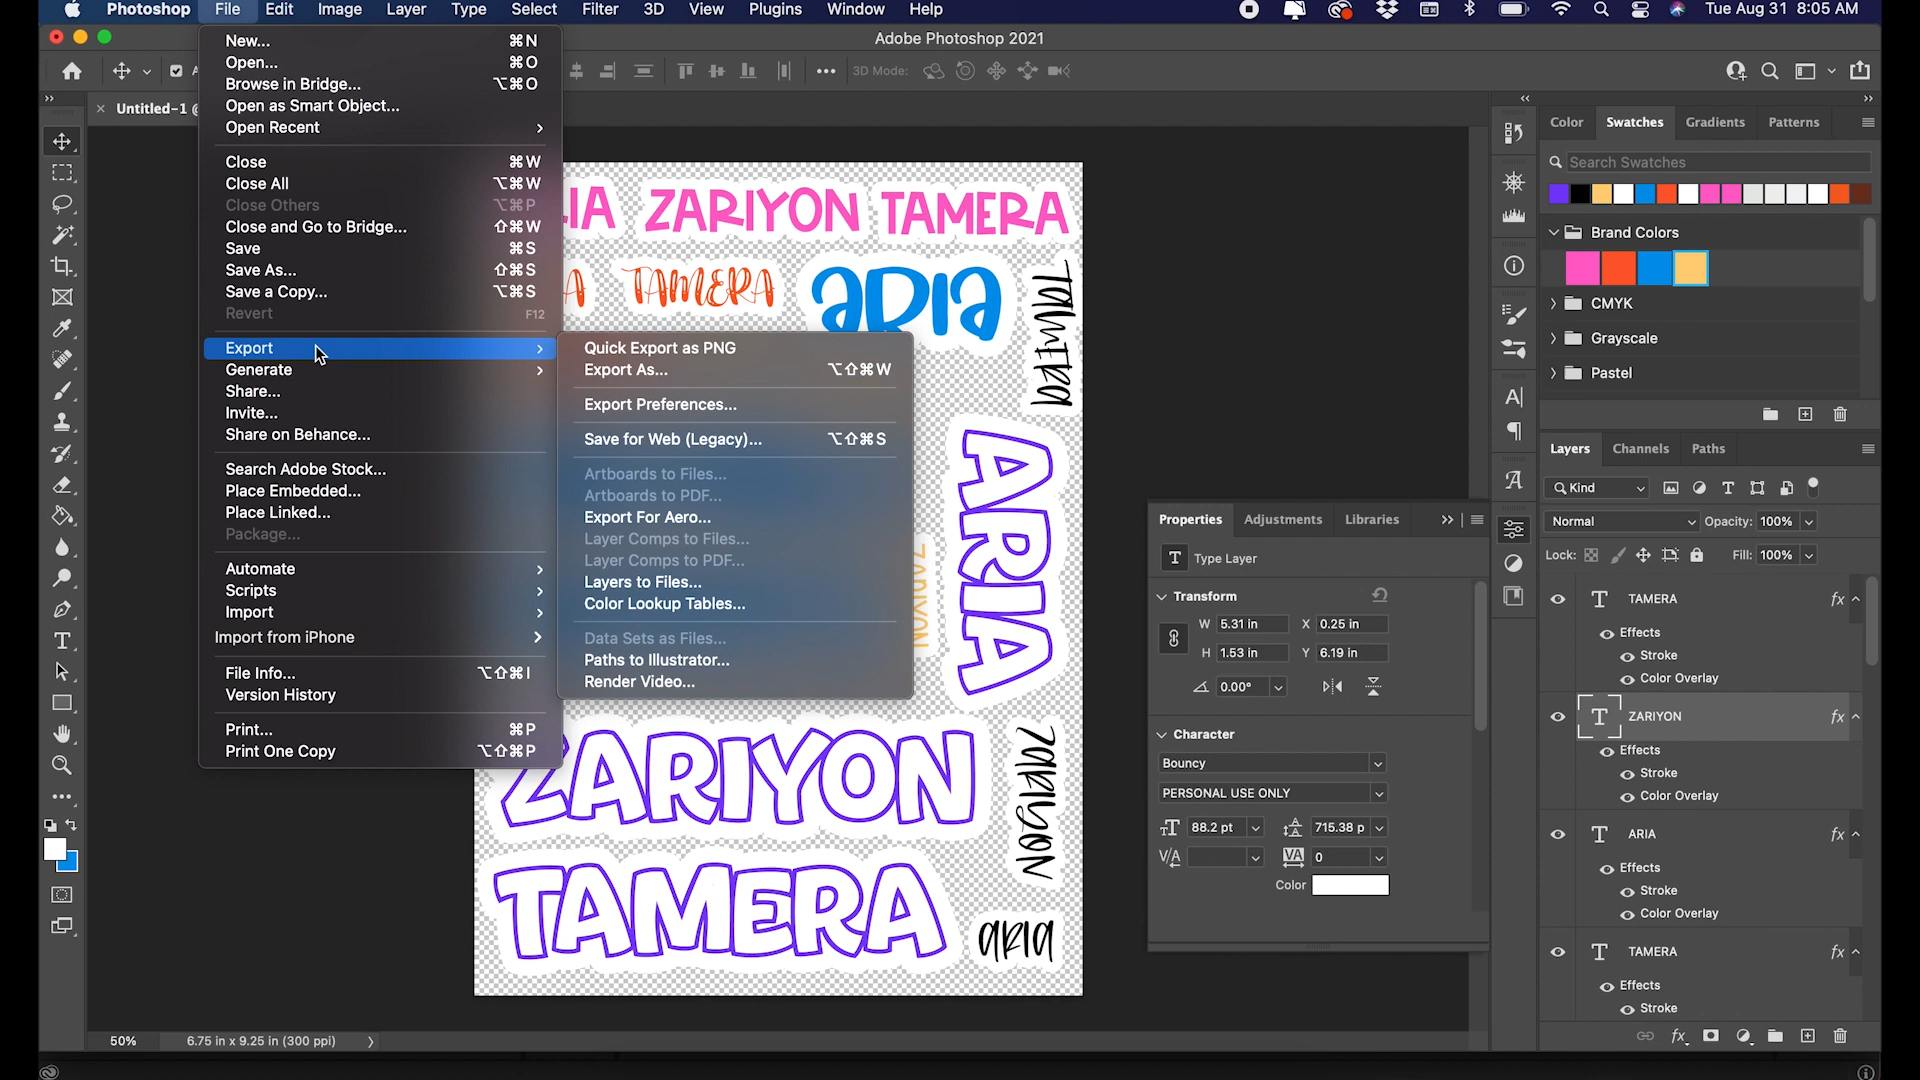 Photoshop File Edit Image Layer Type Select Filter 3D View Plugins Window Help Tue Aug 31 8:05 AM
Adobe Photoshop 2021
3D Mode:
Untitled-1 @
New... ⌘N
Open... ⌘O
Browse in Bridge... ⌥⌘O
Open as Smart Object...
Open Recent
Close ⌘W
Close All ⌥⌘W
Close Others ⌥⌘P
Close and Go to Bridge... ⇧⌘W
Save ⌘S
Save As... ⇧⌘S
Save a Copy... ⌥⌘S
Revert F12
Export
Generate
Share...
Invite...
Share on Behance...
Search Adobe Stock...
Place Embedded...
Place Linked...
Package...
Automate
Scripts
Import
Import from iPhone
File Info... ⌥⇧⌘I
Version History
Print... ⌘P
Print One Copy ⌥⇧⌘P
Quick Export as PNG
Export As... ⌥⇧⌘W
Export Preferences...
Save for Web (Legacy)... ⌥⇧⌘S
Artboards to Files...
Artboards to PDF...
Export For Aero...
Layer Comps to Files...
Layer Comps to PDF...
Layers to Files...
Color Lookup Tables...
Data Sets as Files...
Paths to Illustrator...
Render Video...
IA ZARIYON TAMERA
A TAMERA ARIA
TAMERA
ARIA
ZARIYON
ZARIYON
ZARIYON
TAMERA
ARIA
50% 6.75 in x 9.25 in (300 ppi)
Properties Adjustments Libraries
T Type Layer
Transform
W 5.31 in X 0.25 in
H 1.53 in Y 6.19 in
0.00°
Character
Bouncy
PERSONAL USE ONLY
88.2 pt 715.38 p
0
Color
Color Swatches Gradients Patterns
Search Swatches
Brand Colors
CMYK
Grayscale
Pastel
Layers Channels Paths
Kind
Normal Opacity: 100%
Lock: Fill: 100%
T TAMERA fx
Effects
Stroke
Color Overlay
T ZARIYON fx
Effects
Stroke
Color Overlay
T ARIA fx
Effects
Stroke
Color Overlay
T TAMERA fx
Effects
Stroke
fx